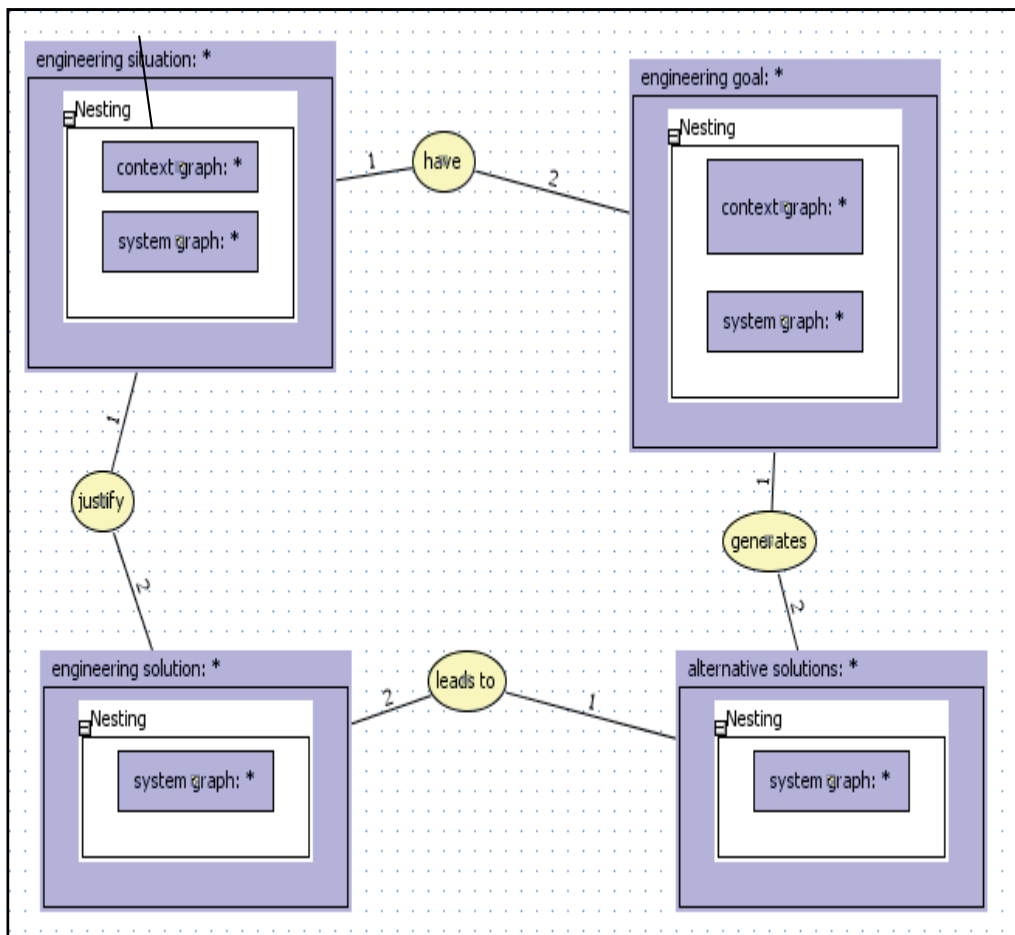 engineering situation: *
Nesting
context graph: *
system graph: *
1
have
2
engineering goal: *
Nesting
context graph: *
system graph: *
1
justify
2
1
generates
2
engineering solution: *
Nesting
system graph: *
2
leads to
1
alternative solutions: *
Nesting
system graph: *